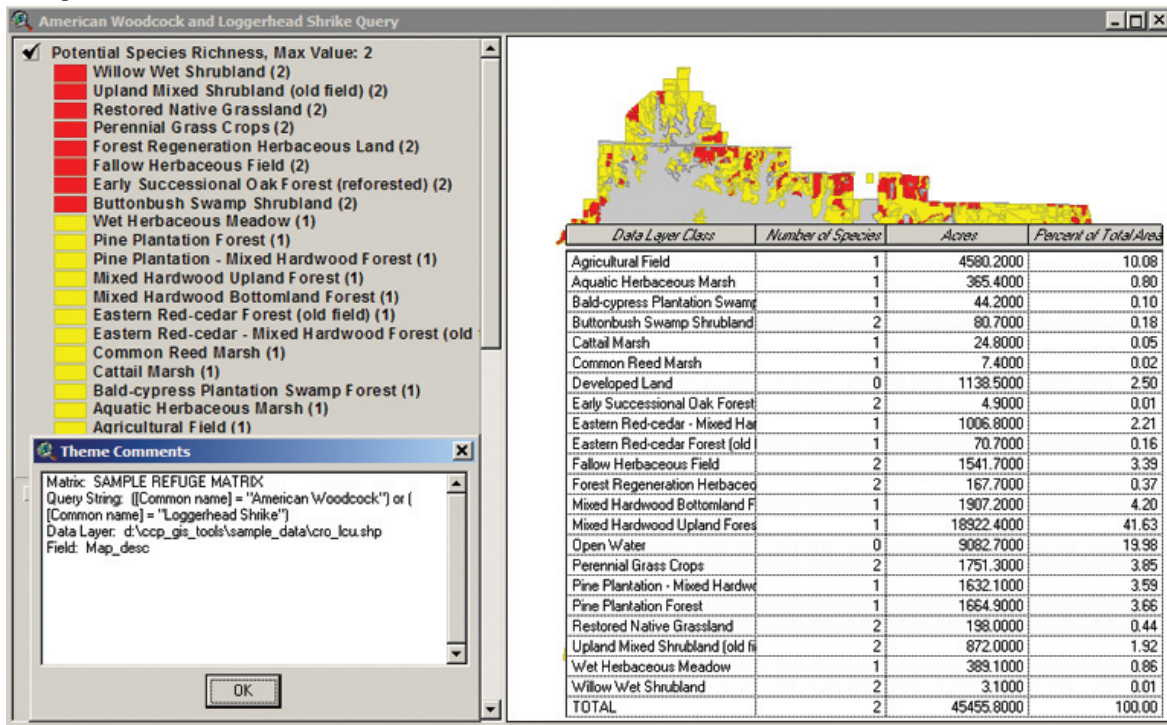 American Woodcock and Loggerhead Shrike Query
Potential Species Richness, Max Value: 2
Willow Wet Shrubland (2)
Upland Mixed Shrubland (old field) (2)
Restored Native Grassland (2)
Perennial Grass Crops (2)
Forest Regeneration Herbaceous Land (2)
Fallow Herbaceous Field (2)
Early Successional Oak Forest (reforested) (2)
Buttonbush Swamp Shrubland (2)
Wet Herbaceous Meadow (1)
Pine Plantation Forest (1)
Pine Plantation - Mixed Hardwood Forest (1)
Mixed Hardwood Upland Forest (1)
Mixed Hardwood Bottomland Forest (1)
Eastern Red-cedar Forest (old field) (1)
Eastern Red-cedar - Mixed Hardwood Forest (old
Common Reed Marsh (1)
Cattail Marsh (1)
Bald-cypress Plantation Swamp Forest (1)
Aquatic Herbaceous Marsh (1)
Agricultural Field (1)
Theme Comments
Matrix: SAMPLE REFUGE MATRIX
Query String: ([Common name] = "American Woodcock") or (
[Common name] = "Loggerhead Shrike")
Data Layer: d:\ccp_gis_tools\sample_data\cro_lcu.shp
Field: Map_desc
OK
Data Layer Class Number of Species Acres Percent of Total Area
Agricultural Field 1 4580.2000 10.08
Aquatic Herbaceous Marsh 1 365.4000 0.80
Bald-cypress Plantation Swamp 1 44.2000 0.10
Buttonbush Swamp Shrubland 2 80.7000 0.18
Cattail Marsh 1 24.8000 0.05
Common Reed Marsh 1 7.4000 0.02
Developed Land 0 1138.5000 2.50
Early Successional Oak Forest 2 4.9000 0.01
Eastern Red-cedar - Mixed Har 1 1006.8000 2.21
Eastern Red-cedar Forest (old 1 70.7000 0.16
Fallow Herbaceous Field 2 1541.7000 3.39
Forest Regeneration Herbaceo 2 167.7000 0.37
Mixed Hardwood Bottomland F 1 1907.2000 4.20
Mixed Hardwood Upland Fores 1 18922.4000 41.63
Open Water 0 9082.7000 19.98
Perennial Grass Crops 2 1751.3000 3.85
Pine Plantation - Mixed Hardwo 1 1632.1000 3.59
Pine Plantation Forest 1 1664.9000 3.66
Restored Native Grassland 2 198.0000 0.44
Upland Mixed Shrubland (old fi 2 872.0000 1.92
Wet Herbaceous Meadow 1 389.1000 0.86
Willow Wet Shrubland 2 3.1000 0.01
TOTAL 2 45455.8000 100.00